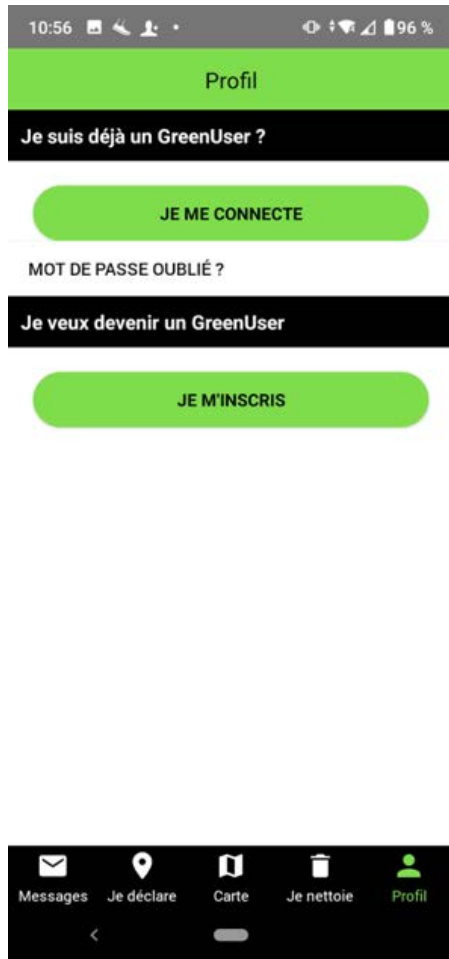 10:56 96 %
Profil
Je suis déjà un GreenUser ?
JE ME CONNECTE
MOT DE PASSE OUBLIÉ ?
Je veux devenir un GreenUser
JE M'INSCRIS
Messages Je déclare Carte Je nettoie Profil